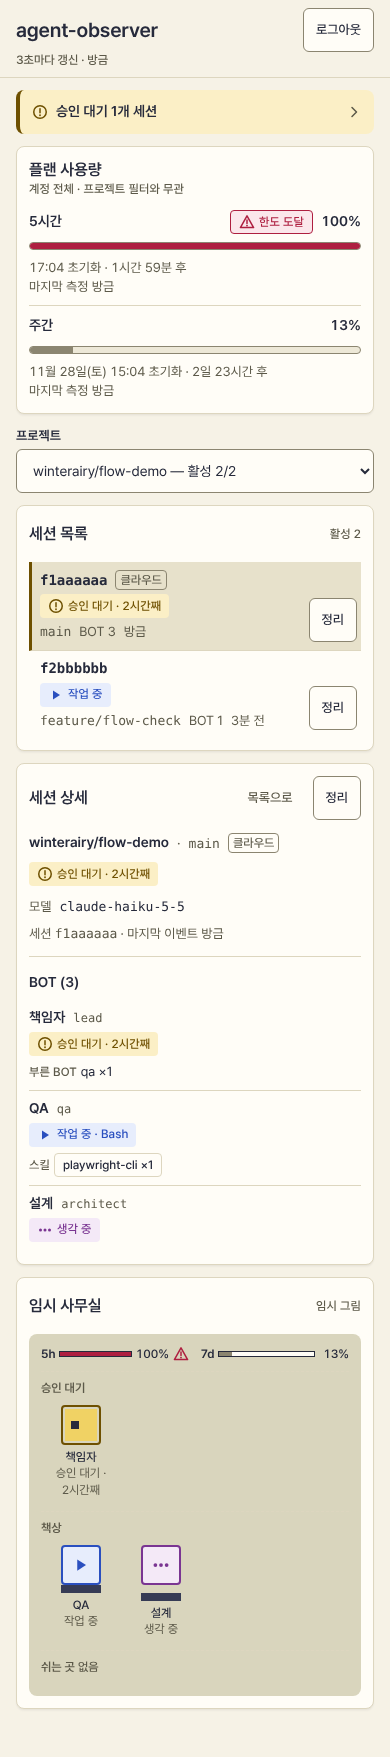 agent-observer
로그아웃
3초마다 갱신 · 방금
승인 대기 1개 세션
플랜 사용량
계정 전체 · 프로젝트 필터와 무관
5시간 한도 도달 100%
17:04 초기화 · 1시간 59분 후
마지막 측정 방금
주간 13%
11월 28일(토) 15:04 초기화 · 2일 23시간 후
마지막 측정 방금
프로젝트
winterairy/flow-demo — 활성 2/2
세션 목록 활성 2
f1aaaaaa 클라우드
승인 대기 · 2시간째
main BOT 3 방금
정리
f2bbbbbb
작업 중
feature/flow-check BOT 1 3분 전
정리
세션 상세 목록으로 정리
winterairy/flow-demo · main 클라우드
승인 대기 · 2시간째
모델 claude-haiku-5-5
세션 f1aaaaaa · 마지막 이벤트 방금
BOT (3)
책임자 lead
승인 대기 · 2시간째
부른 BOT qa ×1
QA qa
작업 중 · Bash
스킬 playwright-cli ×1
설계 architect
생각 중
임시 사무실 임시 그림
5h 100% 7d 13%
승인 대기
책임자
승인 대기 ·
2시간째
책상
QA
작업 중
설계
생각 중
쉬는 곳 없음